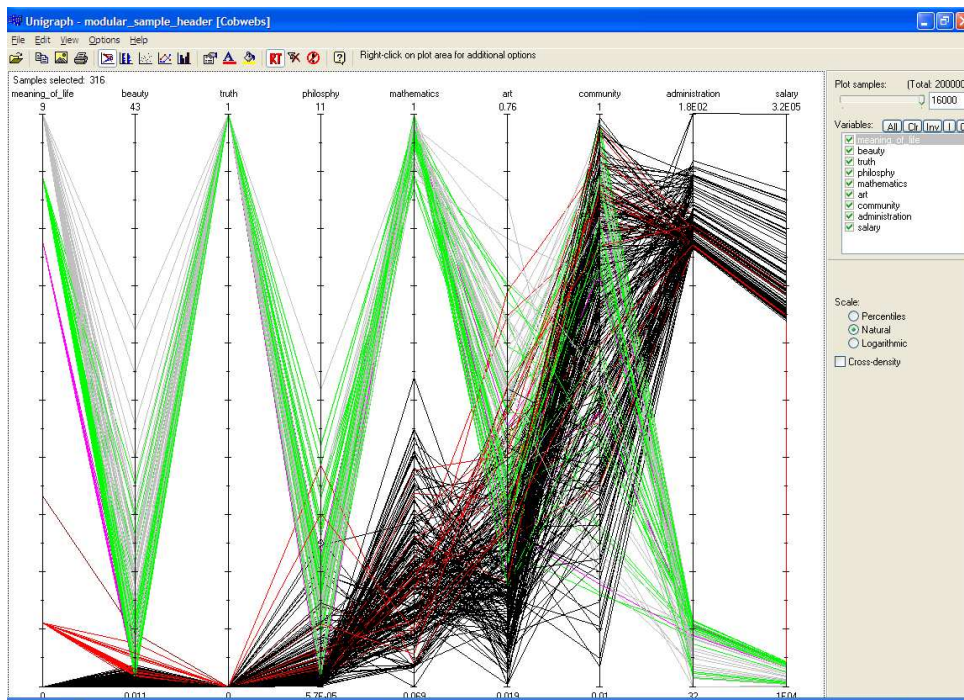 Unigraph - modular_sample_header [Cobwebs]
File Edit View Options Help
RT Right-click on plot area for additional options
Samples selected: 316
meaning_of_life beauty truth philosphy mathematics art community administration salary
9 43 1 11 1 0.76 1 1.8E02 3.2E05
0 0.011 0 5.7E-05 0.069 0.019 0.01 32 1E04
Plot samples: (Total: 200000
16000
Variables: All Clr Inv I
meaning_of_life
beauty
truth
philosphy
mathematics
art
community
administration
salary
Scale:
Percentiles
Natural
Logarithmic
Cross-density